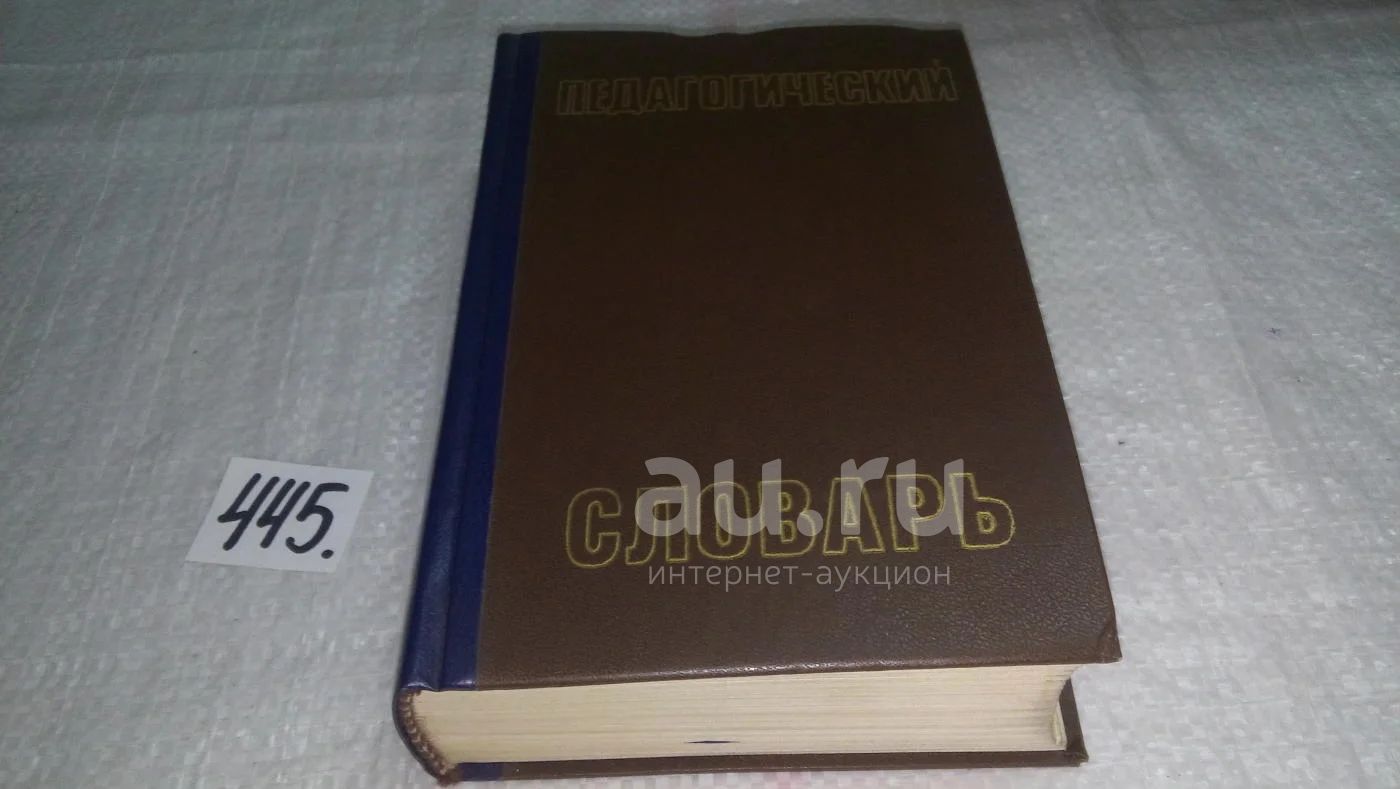 ПЕДАГОГИЧЕСКИЙ
445.
СЛОВАРЬ
au.ru
интернет-аукцион